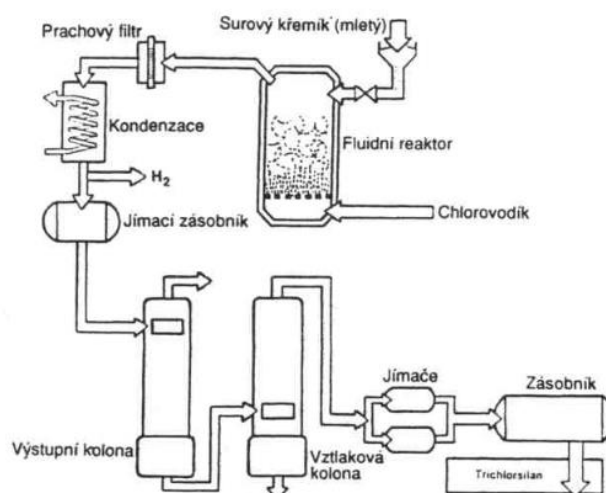 Surový křemík (mletý)
Prachový filtr
Kondenzace
Fluidní reaktor
H₂
Chlorovodík
Jímací zásobník
Jímače
Zásobník
Výstupní kolona
Vztlaková
kolona
Trichlorsilan